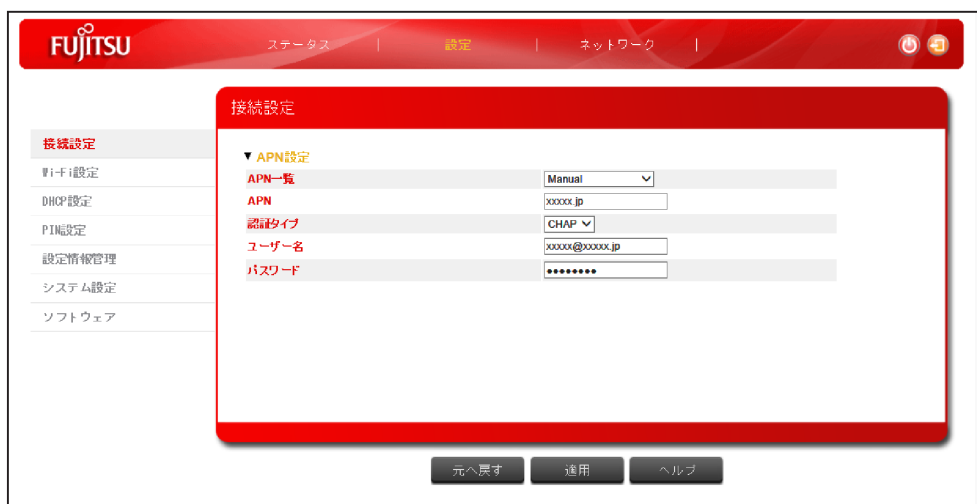 FUJITSU
ステータス | 設定 | ネットワーク |
接続設定
接続設定
Wi-Fi設定
DHCP設定
PIN設定
設定情報管理
システム設定
ソフトウェア
▼ APN設定
APN一覧 Manual
APN xxxxx.jp
認証タイプ CHAP
ユーザー名 xxxxx@xxxxx.jp
パスワード ●●●●●●●●
元へ戻す 適用 ヘルプ